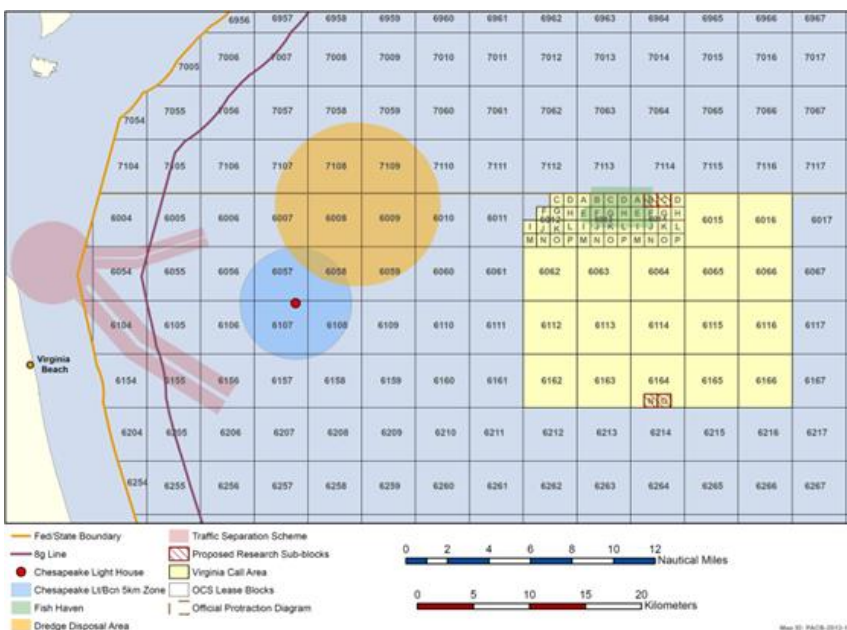 6956 6957 6958 6959 6960 6961 6962 6963 6964 6965 6966 6967
7005 7006 7007 7008 7009 7010 7011 7012 7013 7014 7015 7016 7017
7054 7055 7056 7057 7058 7059 7060 7061 7062 7063 7064 7065 7066 7067
7104 7105 7106 7107 7108 7109 7110 7111 7112 7113 7114 7115 7116 7117
C D A B C D A D
6004 6005 6006 6007 6008 6009 6010 6011 6015 6016 6017
M N O P M N O P M N O P
6054 6055 6056 6057 6058 6059 6060 6061 6062 6063 6064 6065 6066 6067
6104 6105 6106 6107 6108 6109 6110 6111 6112 6113 6114 6115 6116 6117
Virginia
Beach
6154 6155 6156 6157 6158 6159 6160 6161 6162 6163 6164 6165 6166 6167
6204 6205 6206 6207 6208 6209 6210 6211 6212 6213 6214 6215 6216 6217
6254 6255 6256 6257 6258 6259 6260 6261 6262 6263 6264 6265 6266 6267
Fed/State Boundary
8g Line
Chesapeake Light House
Chesapeake Lt/Bcn 5km Zone
Fish Haven
Dredge Disposal Area
Traffic Separation Scheme
Proposed Research Sub-blocks
Virginia Call Area
OCS Lease Blocks
Official Protraction Diagram
0 2 4 6 8 10 12
Nautical Miles
0 5 10 15 20
Kilometers